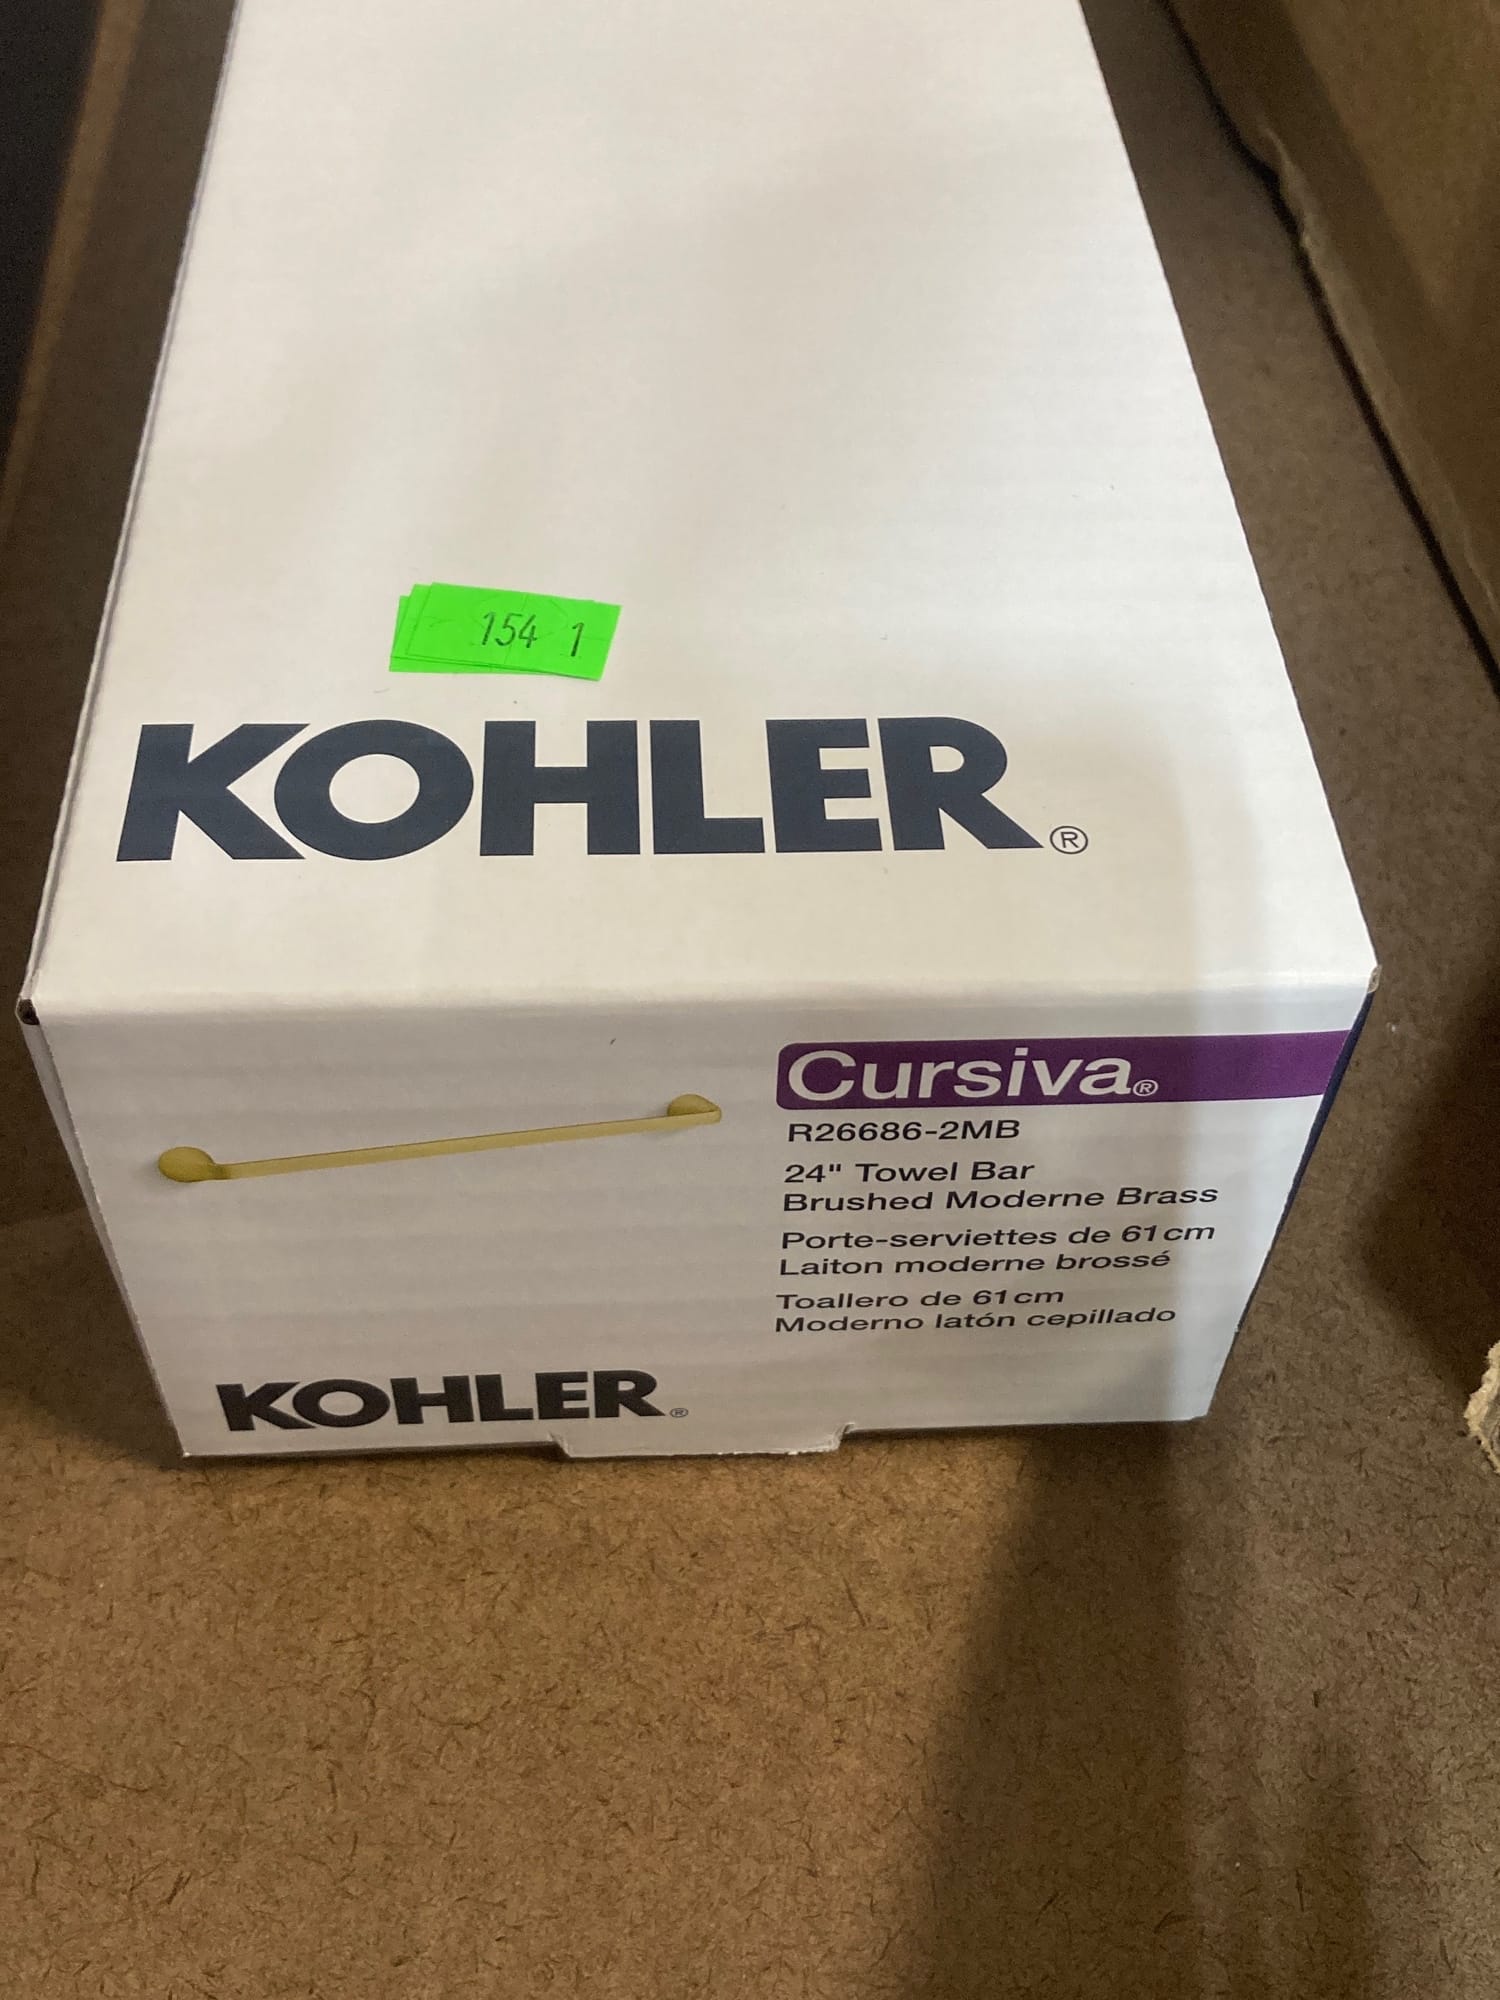 154 1
KOHLER®
Cursiva®
R26686-2MB
24" Towel Bar
Brushed Moderne Brass
Porte-serviettes de 61cm
Laiton moderne brossé
Toallero de 61cm
Moderno latón cepillado
KOHLER®